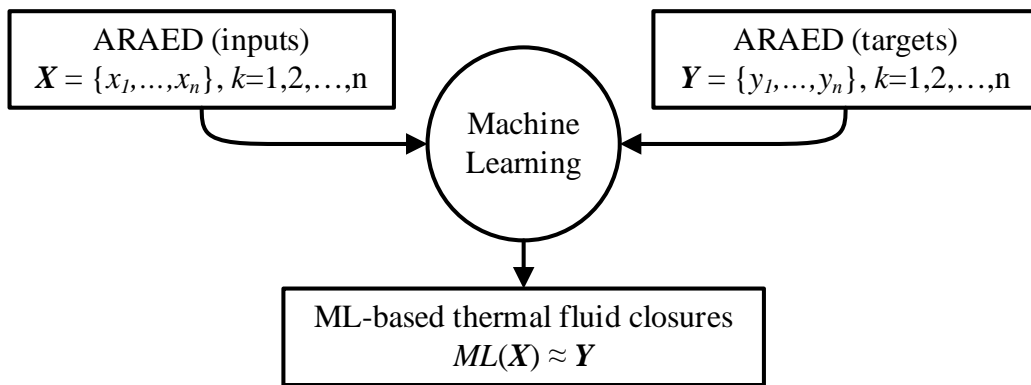 ARAED (inputs)
X = {x₁,...,xₙ}, k=1,2,...,n
ARAED (targets)
Y = {y₁,...,yₙ}, k=1,2,...,n
Machine
Learning
ML-based thermal fluid closures
ML(X) ≈ Y